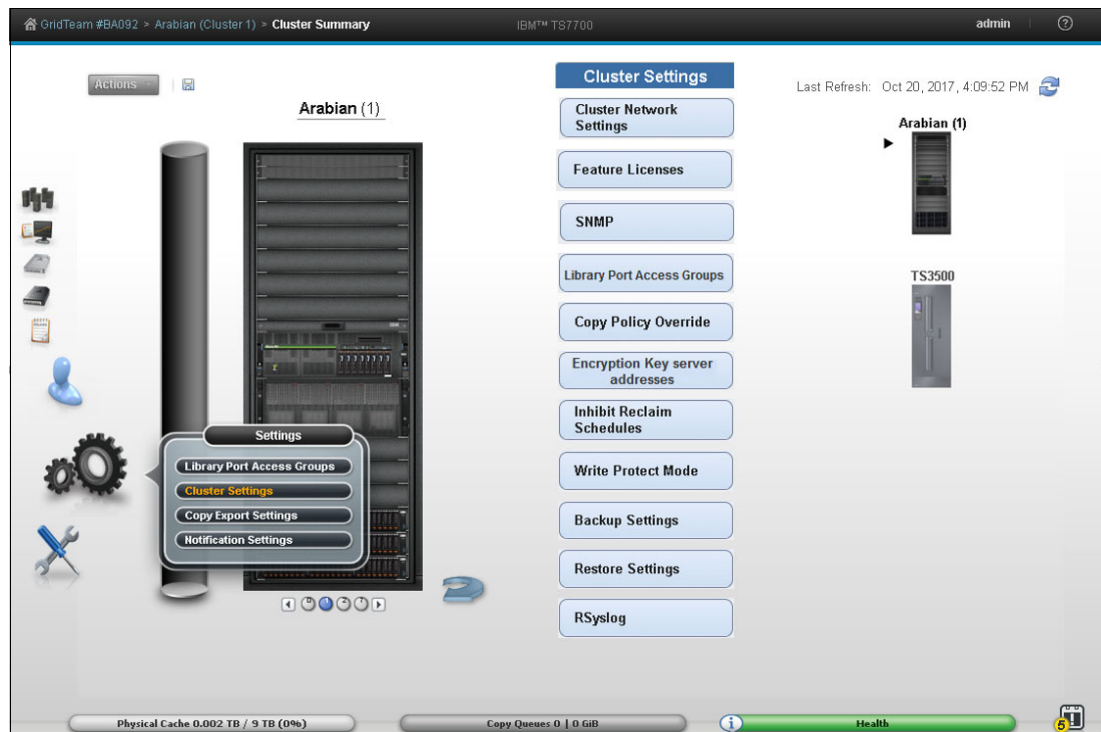 GridTeam #BA092 > Arabian (Cluster 1) > Cluster Summary
IBM™ TS7700
admin
?
Actions
Arabian (1)
Settings
Library Port Access Groups
Cluster Settings
Copy Export Settings
Notification Settings
Cluster Settings
Cluster Network
Settings
Feature Licenses
SNMP
Library Port Access Groups
Copy Policy Override
Encryption Key server
addresses
Inhibit Reclaim
Schedules
Write Protect Mode
Backup Settings
Restore Settings
RSyslog
Last Refresh: Oct 20, 2017, 4:09:52 PM
Arabian (1)
TS3500
Physical Cache 0.002 TB / 9 TB (0%)
Copy Queues 0 | 0 GiB
i
Health
5